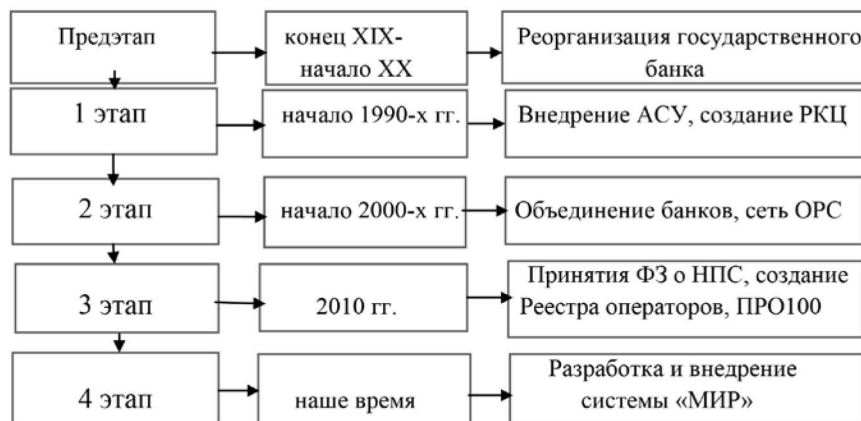 Предэтап
конец XIX-
начало XX
Реорганизация государственного
банка
1 этап
начало 1990-х гг.
Внедрение АСУ, создание РКЦ
2 этап
начало 2000-х гг.
Объединение банков, сеть ОРС
3 этап
2010 гг.
Принятия ФЗ о НПС, создание
Реестра операторов, ПРО100
4 этап
наше время
Разработка и внедрение
системы «МИР»